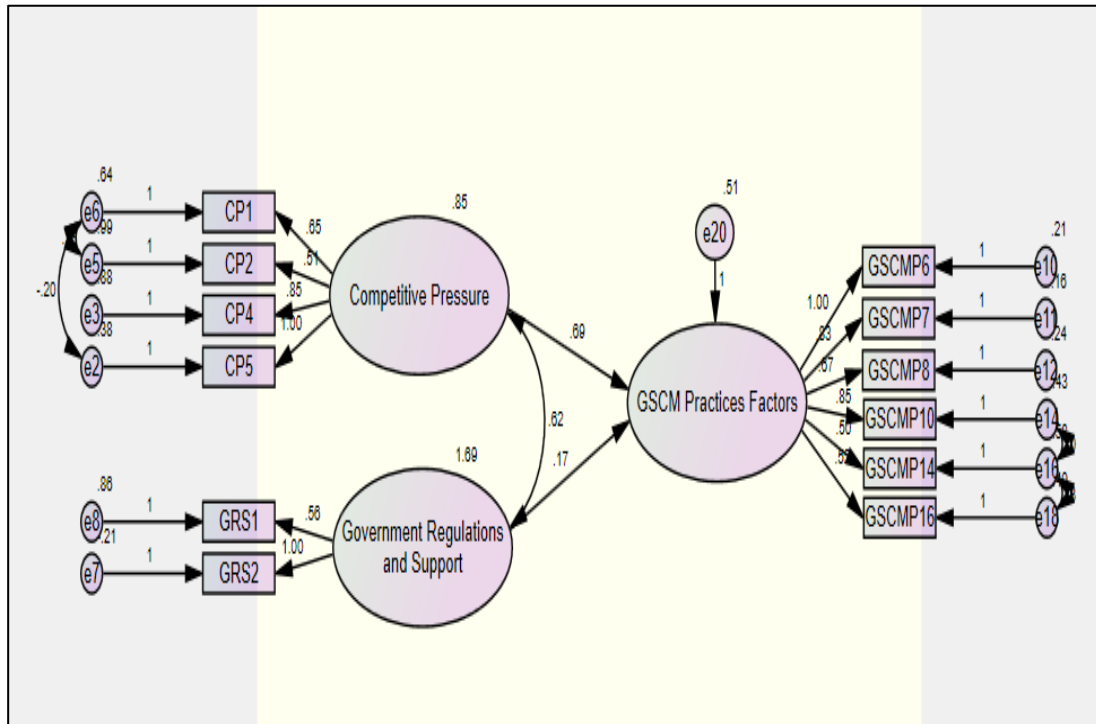 .64
e6
1
CP1
.65
.99
e5
1
CP2
.51
.88
e3
1
CP4
.85
-.20
.38
e2
1
CP5
1.00
.85
Competitive Pressure
.69
.62
.17
.86
e8
1
GRS1
.56
.21
e7
1
GRS2
1.00
1.69
Government Regulations
and Support
.51
e20
1
GSCM Practices Factors
1.00
GSCMP6
1
e10
.21
.83
GSCMP7
1
e11
.16
.67
GSCMP8
1
e12
.24
.85
GSCMP10
1
e14
.43
.50
GSCMP14
1
e16
GSCMP16
1
e18